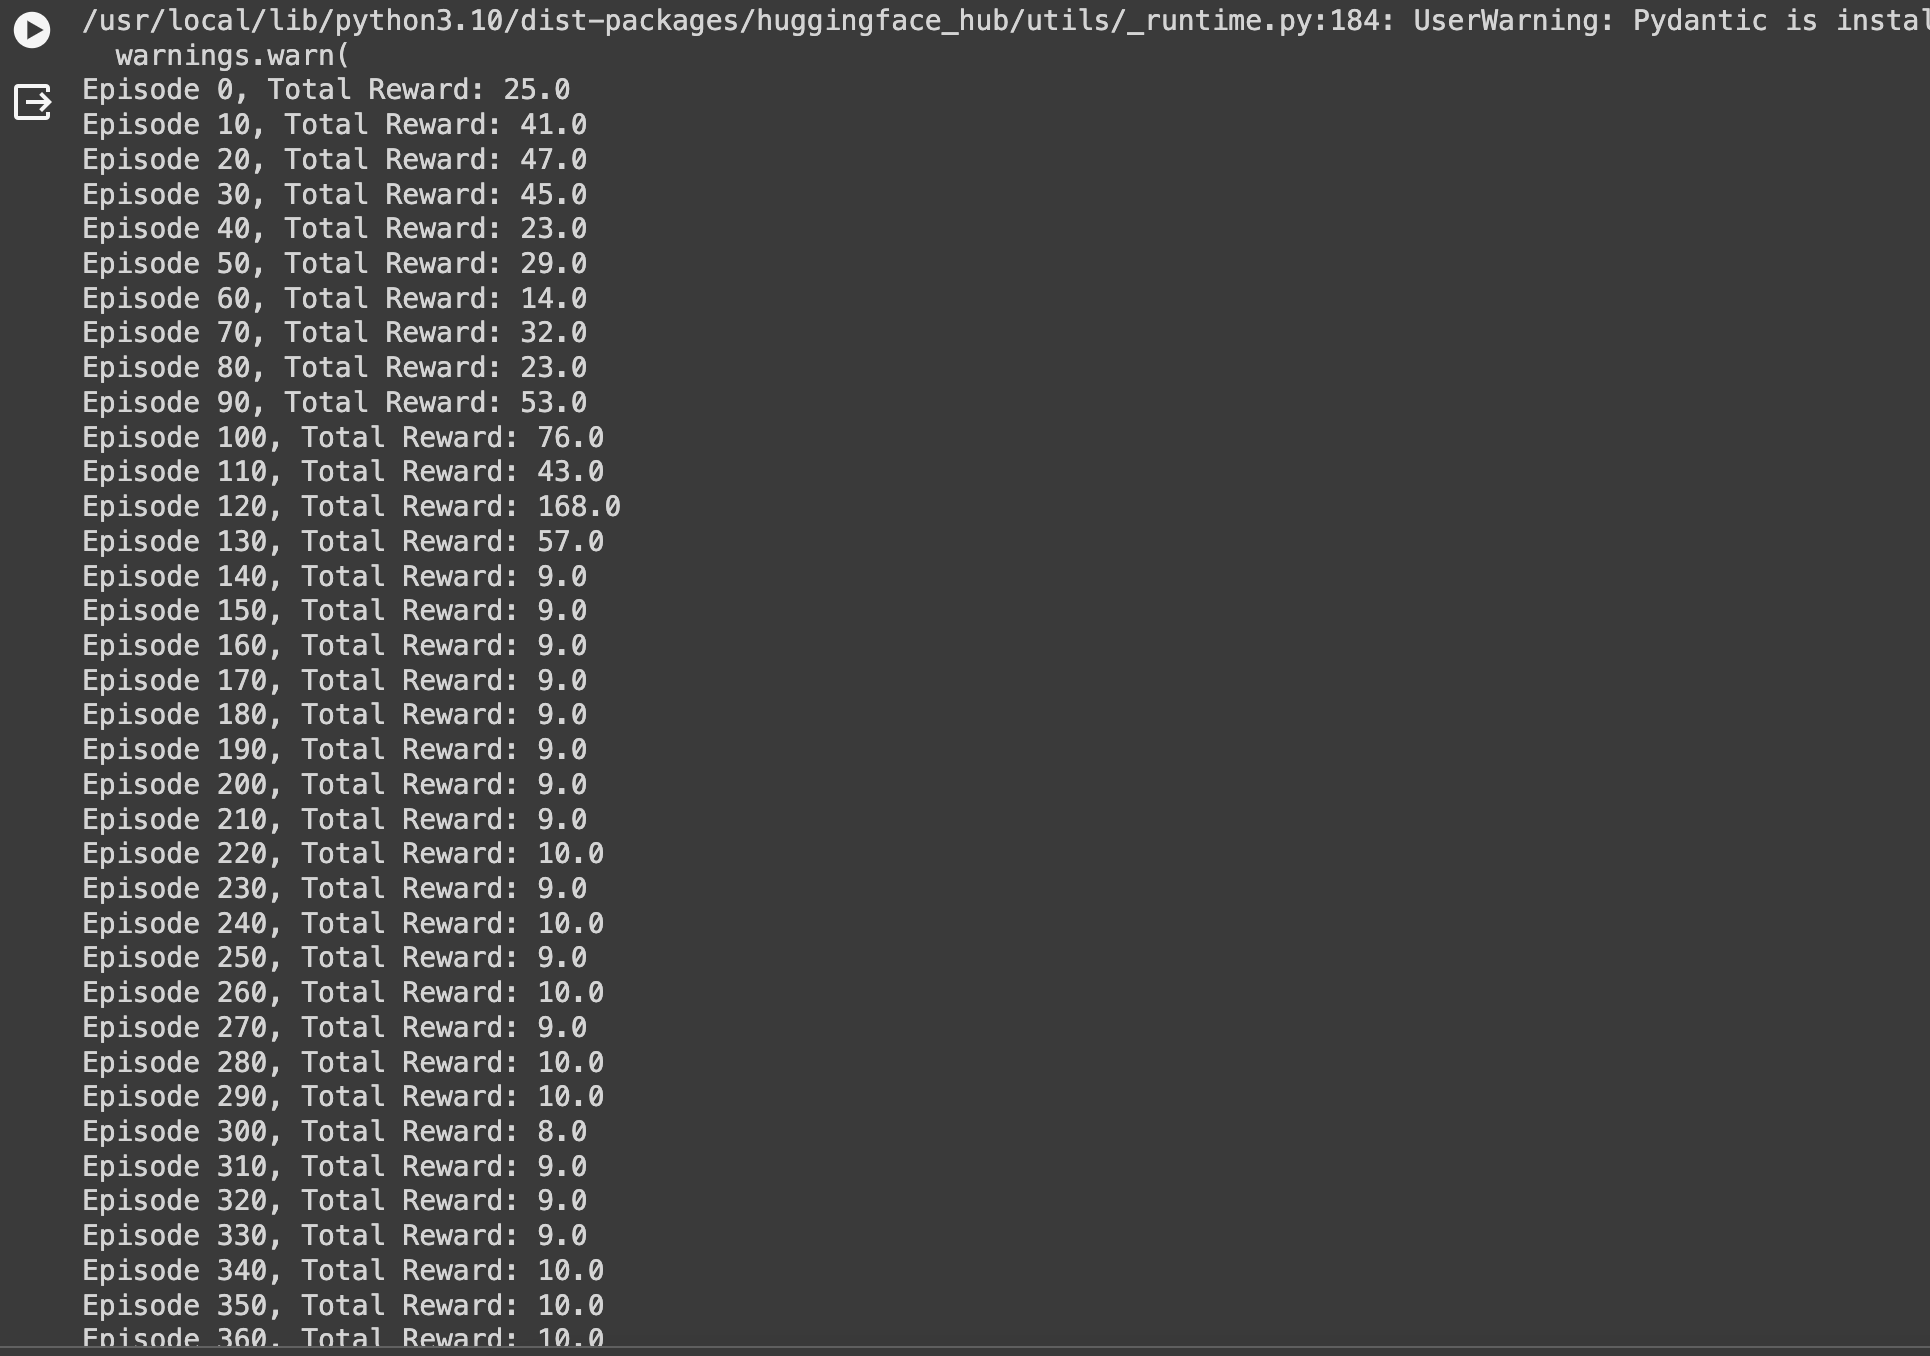 /usr/local/lib/python3.10/dist-packages/huggingface_hub/utils/_runtime.py:184: UserWarning: Pydantic is instal
warnings.warn(
Episode 0, Total Reward: 25.0
Episode 10, Total Reward: 41.0
Episode 20, Total Reward: 47.0
Episode 30, Total Reward: 45.0
Episode 40, Total Reward: 23.0
Episode 50, Total Reward: 29.0
Episode 60, Total Reward: 14.0
Episode 70, Total Reward: 32.0
Episode 80, Total Reward: 23.0
Episode 90, Total Reward: 53.0
Episode 100, Total Reward: 76.0
Episode 110, Total Reward: 43.0
Episode 120, Total Reward: 168.0
Episode 130, Total Reward: 57.0
Episode 140, Total Reward: 9.0
Episode 150, Total Reward: 9.0
Episode 160, Total Reward: 9.0
Episode 170, Total Reward: 9.0
Episode 180, Total Reward: 9.0
Episode 190, Total Reward: 9.0
Episode 200, Total Reward: 9.0
Episode 210, Total Reward: 9.0
Episode 220, Total Reward: 10.0
Episode 230, Total Reward: 9.0
Episode 240, Total Reward: 10.0
Episode 250, Total Reward: 9.0
Episode 260, Total Reward: 10.0
Episode 270, Total Reward: 9.0
Episode 280, Total Reward: 10.0
Episode 290, Total Reward: 10.0
Episode 300, Total Reward: 8.0
Episode 310, Total Reward: 9.0
Episode 320, Total Reward: 9.0
Episode 330, Total Reward: 9.0
Episode 340, Total Reward: 10.0
Episode 350, Total Reward: 10.0
Episode 360, Total Reward: 10.0